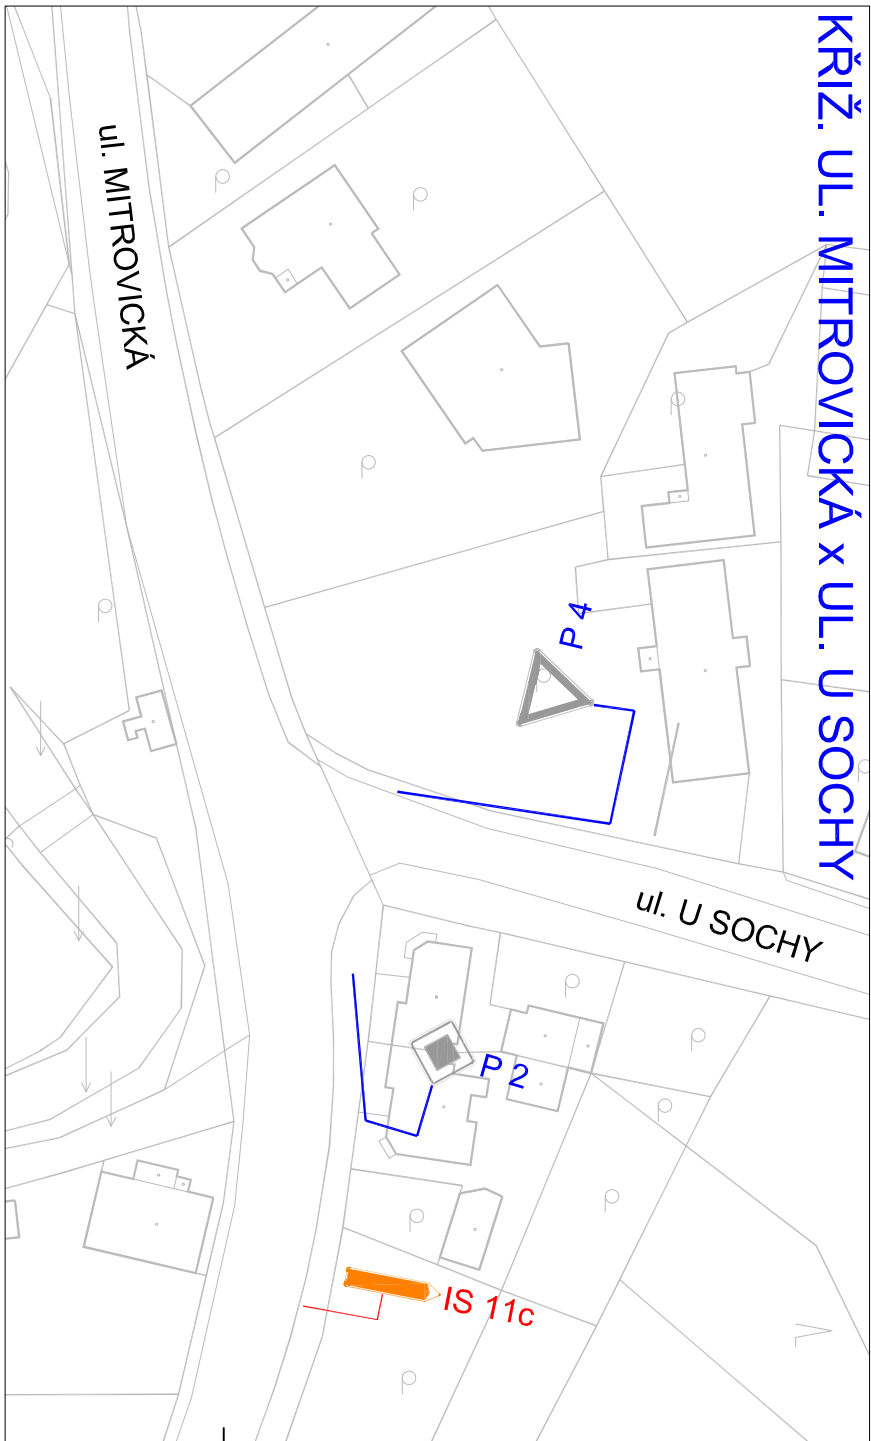 KŘIŽ. UL. MITROVICKÁ x UL. U SOCHY
ul. MITROVICKÁ
P 4
ul. U SOCHY
P 2
IS 11c